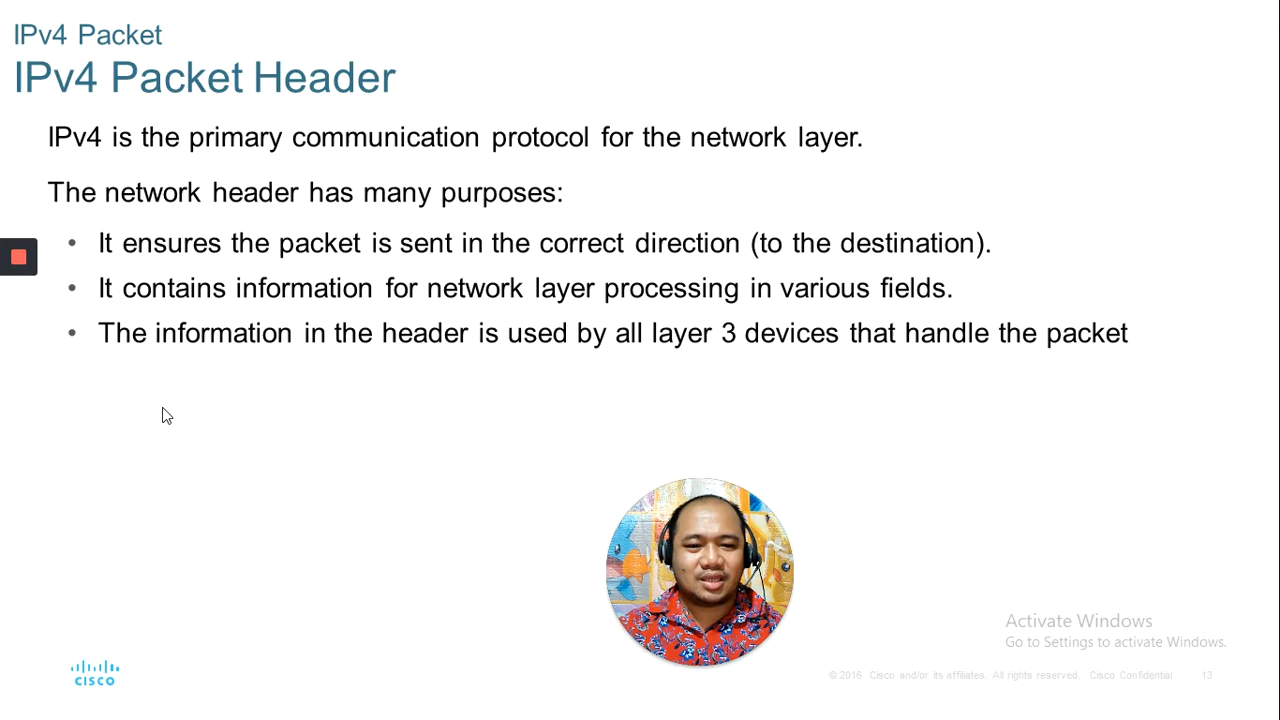 IPv4 Packet
IPv4 Packet Header
IPv4 is the primary communication protocol for the network layer.
The network header has many purposes:
• It ensures the packet is sent in the correct direction (to the destination).
• It contains information for network layer processing in various fields.
• The information in the header is used by all layer 3 devices that handle the packet
Activate Windows
Go to Settings to activate Windows.
CISCO
© 2016 Cisco and/or its affiliates. All rights reserved. Cisco Confidential 13